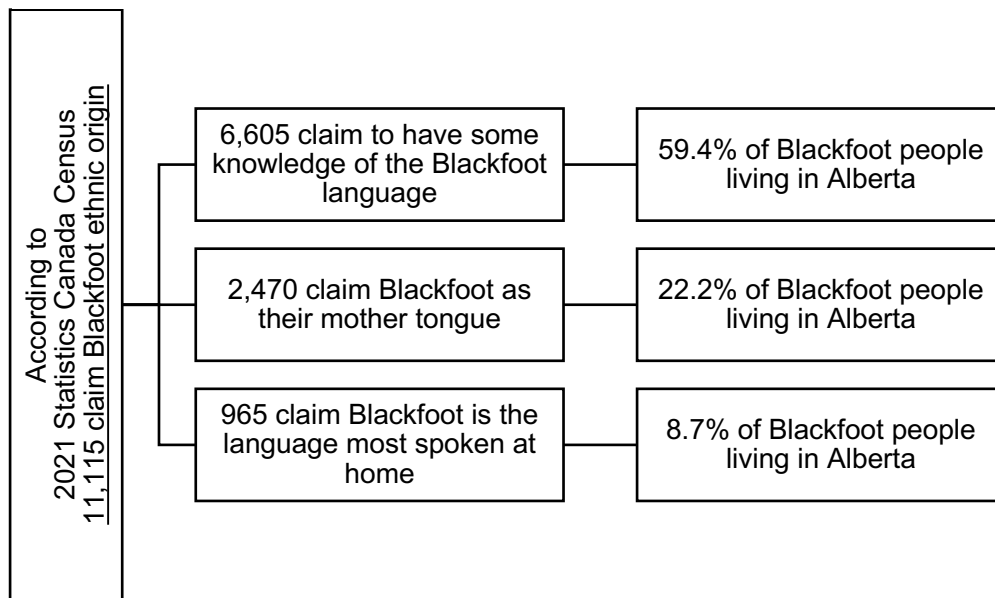 According to
2021 Statistics Canada Census
11,115 claim Blackfoot ethnic origin
6,605 claim to have some
knowledge of the Blackfoot
language
59.4% of Blackfoot people
living in Alberta
2,470 claim Blackfoot as
their mother tongue
22.2% of Blackfoot people
living in Alberta
965 claim Blackfoot is the
language most spoken at
home
8.7% of Blackfoot people
living in Alberta